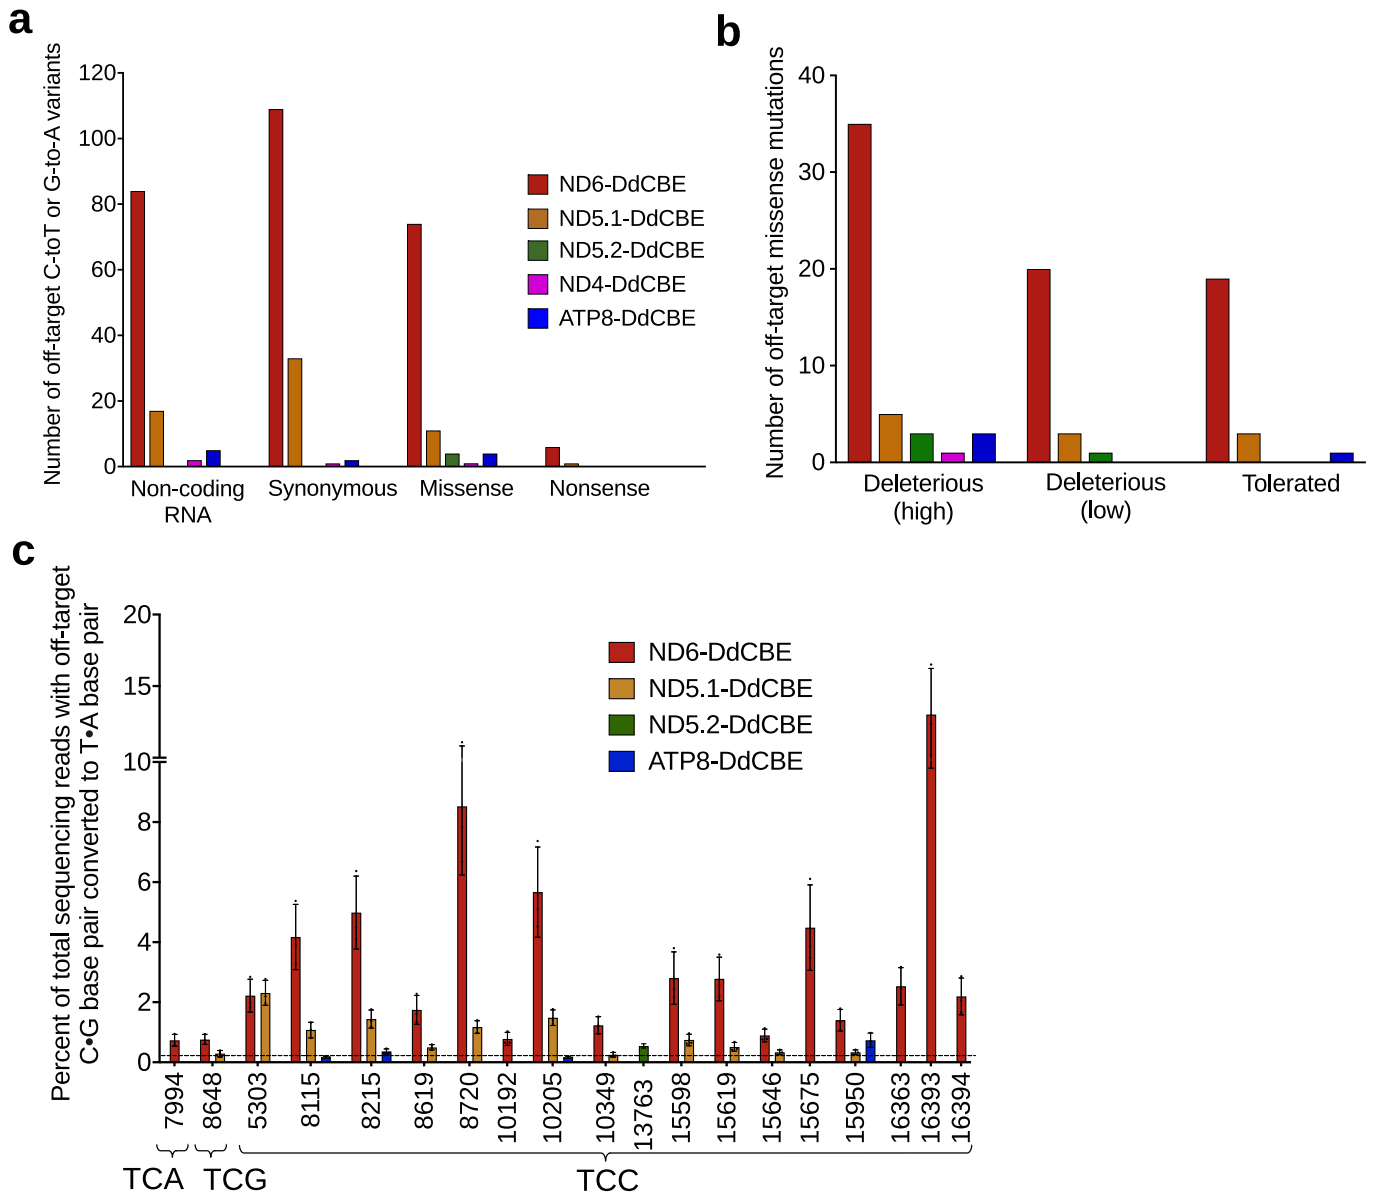 a
Number of off-target C-toT or G-to-A variants
120
100
80
60
40
20
0
Non-coding
RNA
Synonymous
Missense
Nonsense
ND6-DdCBE
ND5.1-DdCBE
ND5.2-DdCBE
ND4-DdCBE
ATP8-DdCBE
b
Number of off-target missense mutations
40
30
20
10
0
Deleterious
(high)
Deleterious
(low)
Tolerated
c
Percent of total sequencing reads with off-target
C•G base pair converted to T•A base pair
20
15
10
8
6
4
2
0
ND6-DdCBE
ND5.1-DdCBE
ND5.2-DdCBE
ATP8-DdCBE
7994
8648
5303
8115
8215
8619
8720
10192
10205
10349
13763
15598
15619
15646
15675
15950
16363
16393
16394
TCA
TCG
TCC